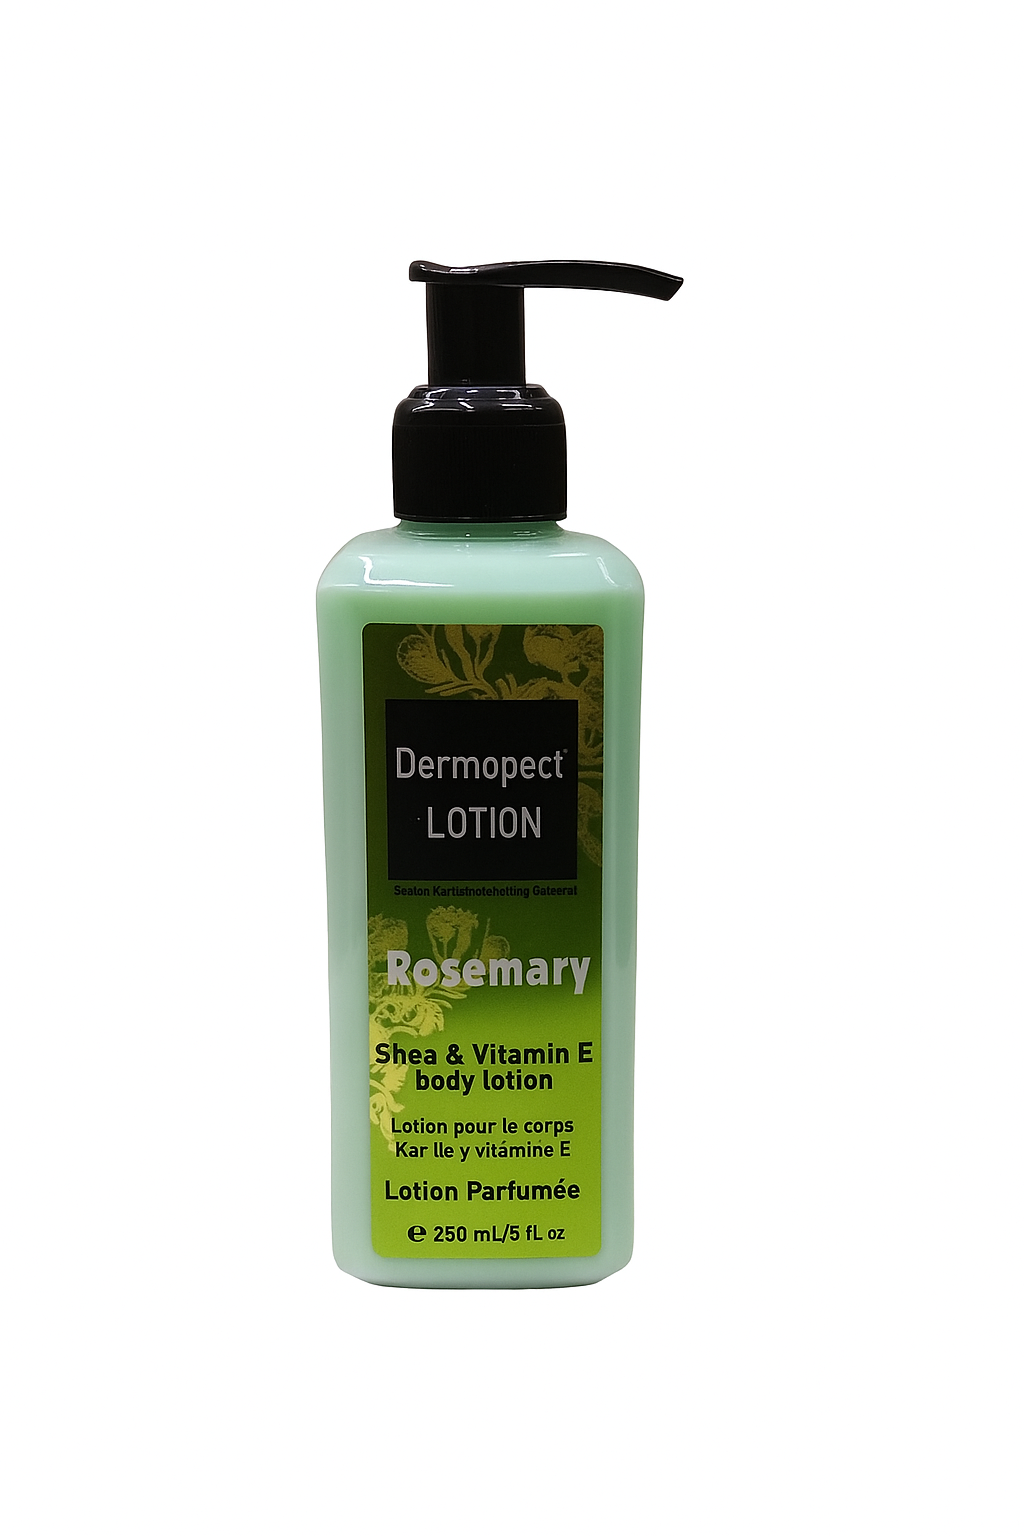 Dermopect
LOTION
Seaton Kartistnotehotting Gateerat
Rosemary
Shea & Vitamin E
body lotion
Lotion pour le corps
Kar lle y vitámine E
Lotion Parfumée
℮ 250 mL/5 fL oz